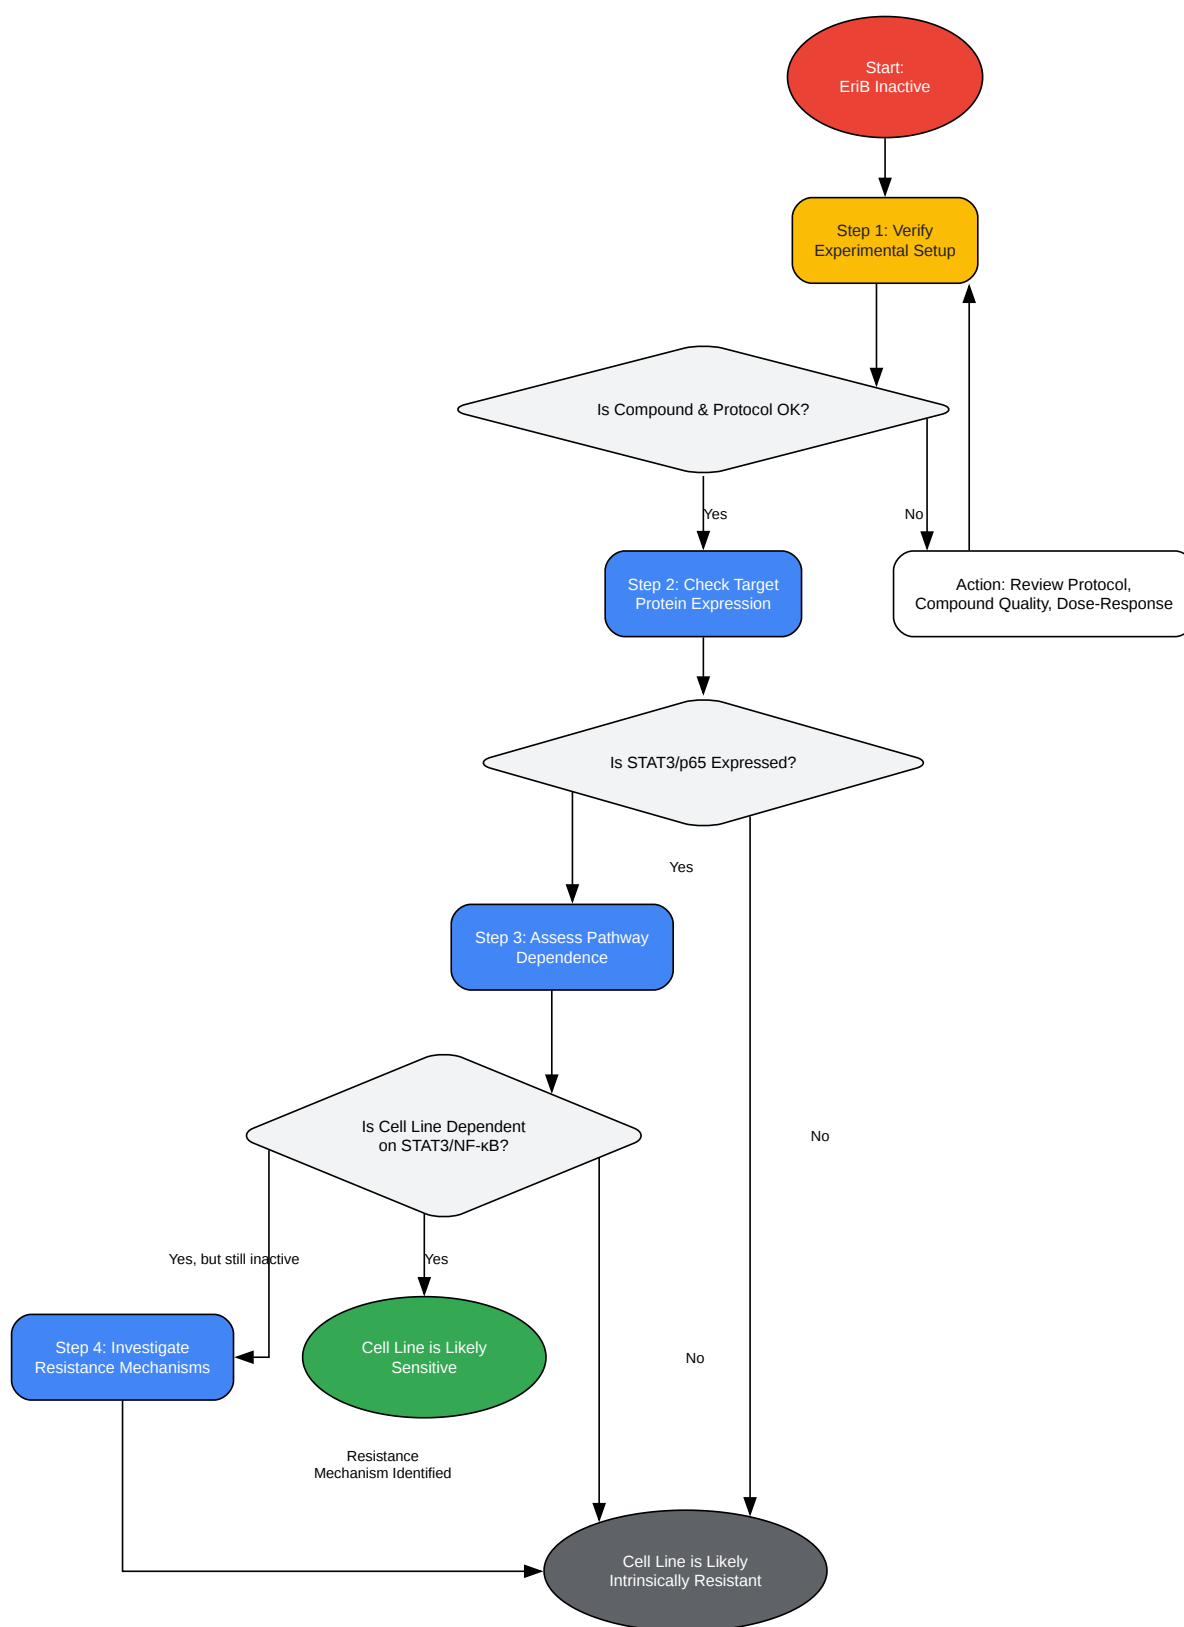 Start:
EriB Inactive
Step 1: Verify
Experimental Setup
Is Compound & Protocol OK?
Yes
No
Step 2: Check Target
Protein Expression
Action: Review Protocol,
Compound Quality, Dose-Response
Is STAT3/p65 Expressed?
Yes
Step 3: Assess Pathway
Dependence
Is Cell Line Dependent
on STAT3/NF-κB?
No
Yes, but still inactive
Yes
Step 4: Investigate
Resistance Mechanisms
Cell Line is Likely
Sensitive
No
Resistance
Mechanism Identified
Cell Line is Likely
Intrinsically Resistant